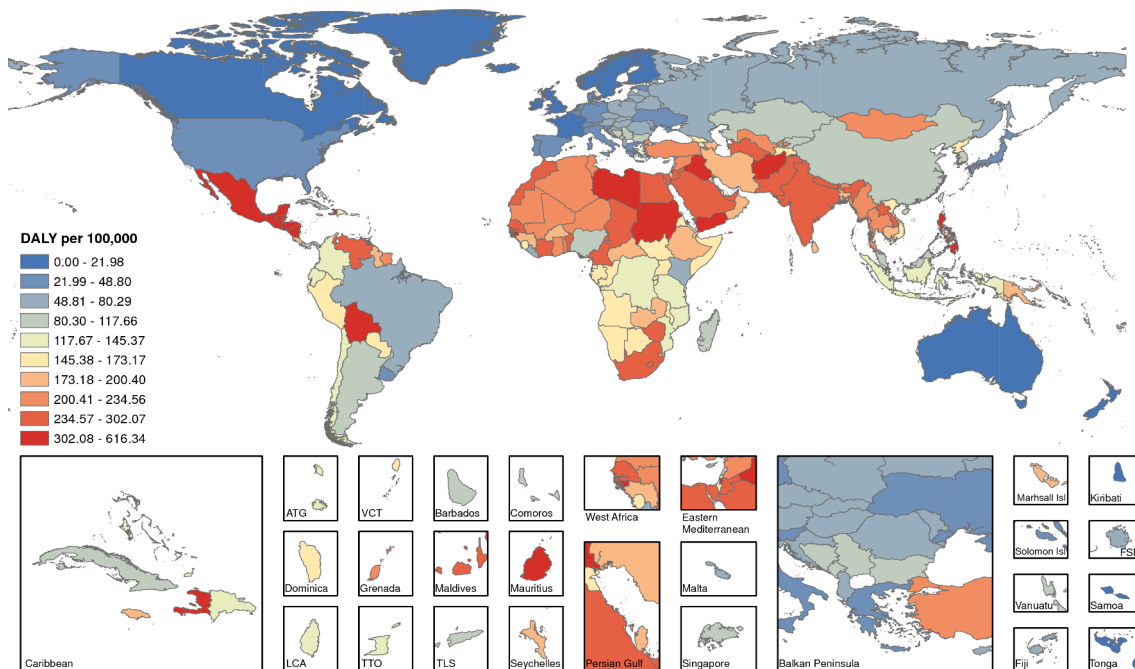 DALY per 100,000
0.00 - 21.98
21.99 - 48.80
48.81 - 80.29
80.30 - 117.66
117.67 - 145.37
145.38 - 173.17
173.18 - 200.40
200.41 - 234.56
234.57 - 302.07
302.08 - 616.34
Caribbean
ATG
VCT
Barbados
Comoros
West Africa
Eastern
Mediterranean
Marhsall Isl
Kiribati
Dominica
Grenada
Maldives
Mauritius
Malta
Solomon Isl
FSM
Vanuatu
Samoa
LCA
TTO
TLS
Seychelles
Persian Gulf
Singapore
Balkan Peninsula
Fiji
Tonga